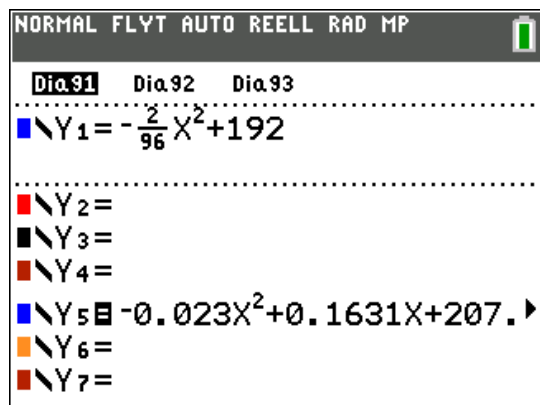 NORMAL FLYT AUTO REELL RAD MP
Dia91 Dia92 Dia93
\Y₁=-2/96X²+192
\Y₂=
\Y₃=
\Y₄=
\Y₅=-0.023X²+0.1631X+207.
\Y₆=
\Y₇=